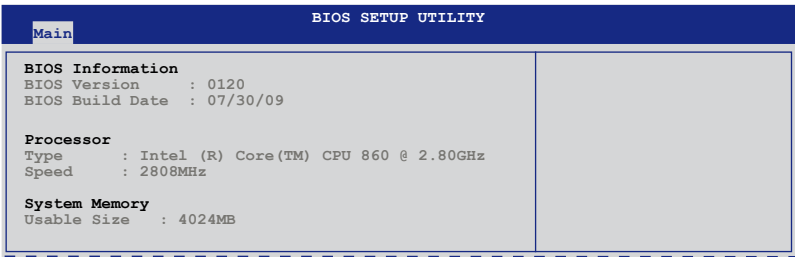 BIOS SETUP UTILITY
Main
BIOS Information
BIOS Version : 0120
BIOS Build Date : 07/30/09
Processor
Type : Intel (R) Core(TM) CPU 860 @ 2.80GHz
Speed : 2808MHz
System Memory
Usable Size : 4024MB